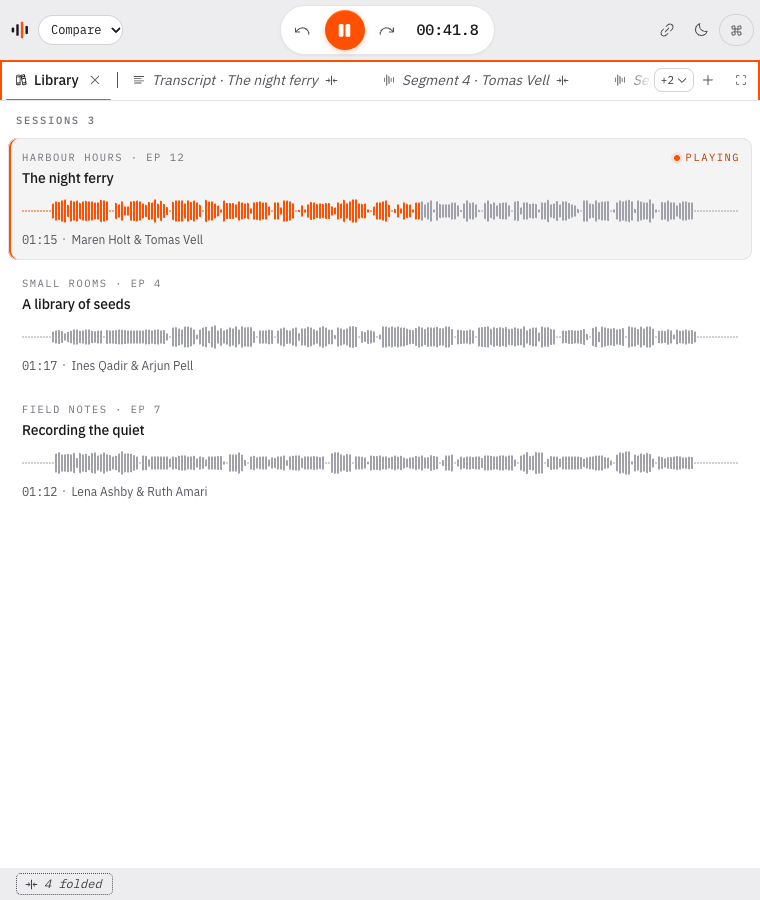 Compare
00:41.8
⌘
Library
Transcript · The night ferry
Segment 4 · Tomas Vell
Se
+2
SESSIONS 3
HARBOUR HOURS · EP 12
PLAYING
The night ferry
01:15 · Maren Holt & Tomas Vell
SMALL ROOMS · EP 4
A library of seeds
01:17 · Ines Qadir & Arjun Pell
FIELD NOTES · EP 7
Recording the quiet
01:12 · Lena Ashby & Ruth Amari
4 folded